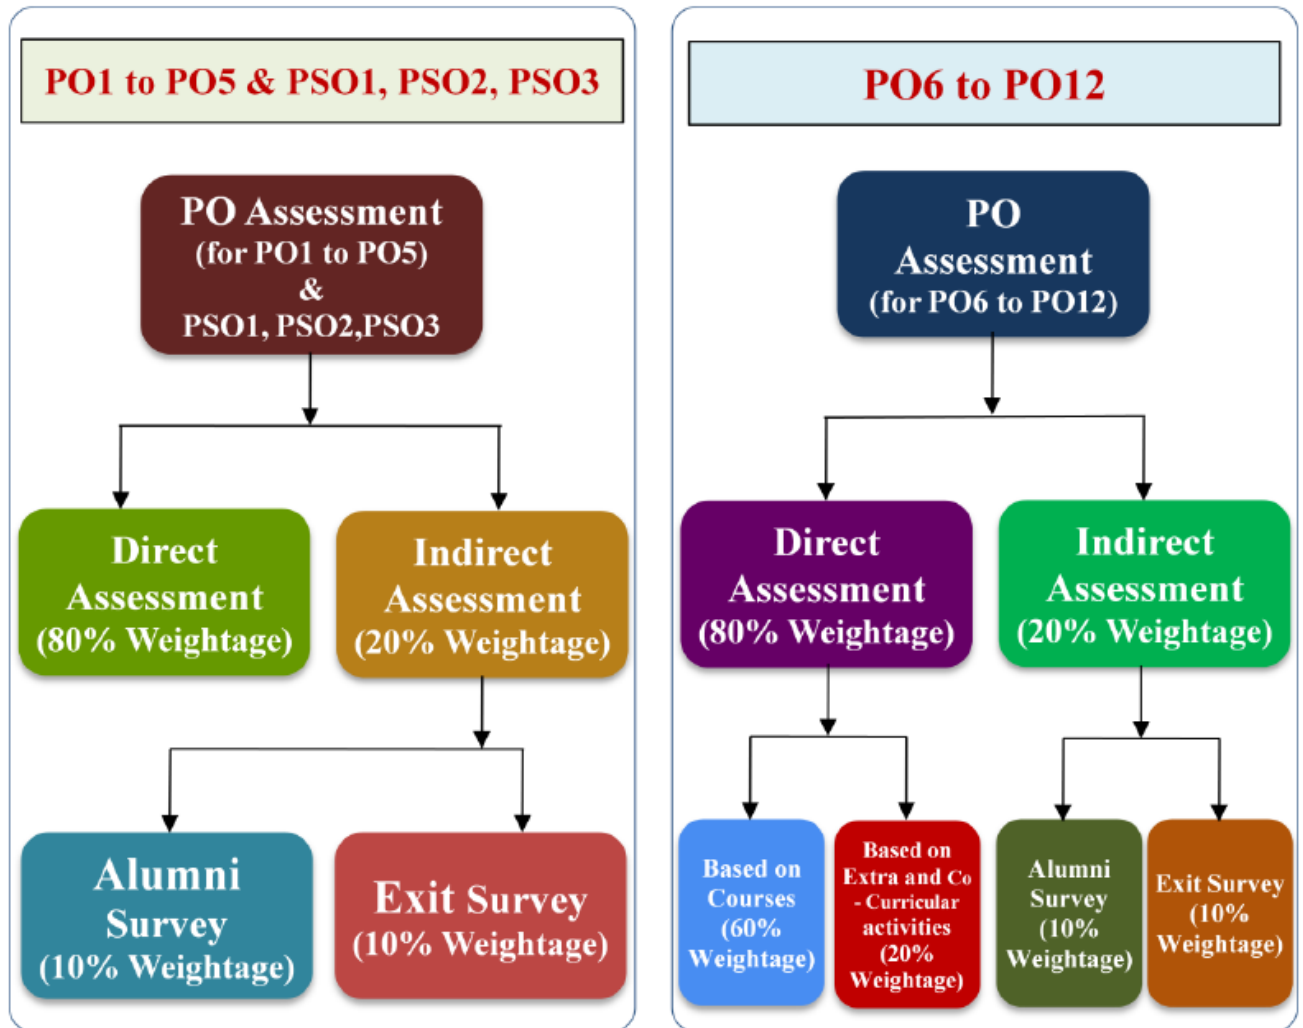 PO1 to PO5 & PSO1, PSO2, PSO3
PO Assessment
(for PO1 to PO5)
&
PSO1, PSO2,PSO3
Direct
Assessment
(80% Weightage)
Indirect
Assessment
(20% Weightage)
Alumni
Survey
(10% Weightage)
Exit Survey
(10% Weightage)
PO6 to PO12
PO
Assessment
(for PO6 to PO12)
Direct
Assessment
(80% Weightage)
Indirect
Assessment
(20% Weightage)
Based on
Courses
(60%
Weightage)
Based on
Extra and Co
- Curricular
activities
(20%
Weightage)
Alumni
Survey
(10%
Weightage)
Exit Survey
(10%
Weightage)